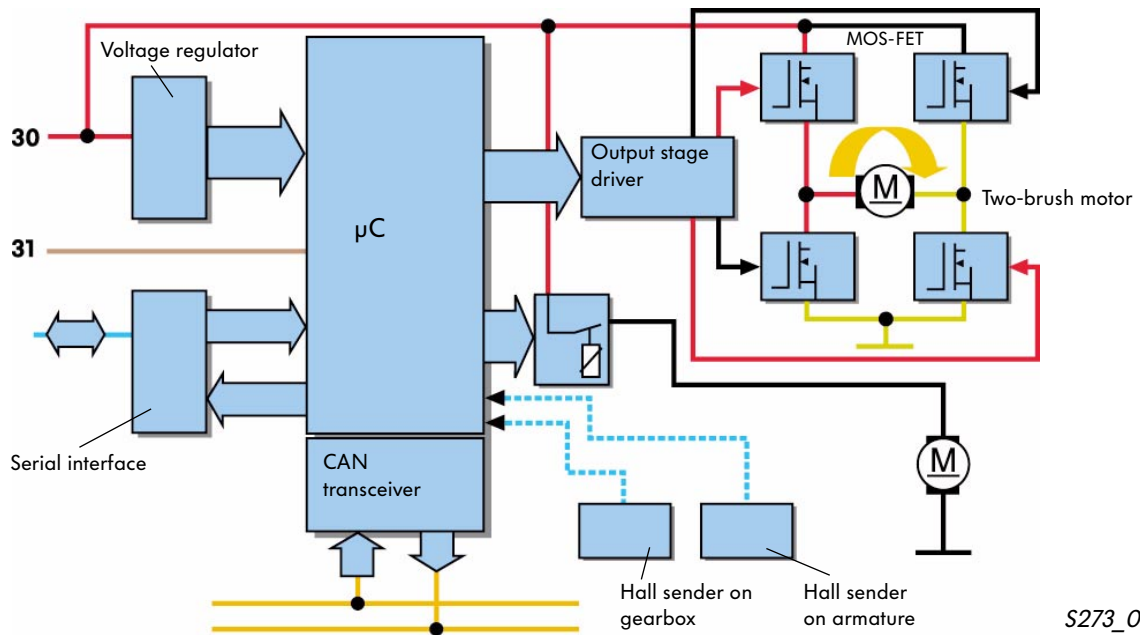 Voltage regulator
MOS-FET
30
Output stage
driver
M
Two-brush motor
µC
31
Serial interface
CAN
transceiver
M
Hall sender on
gearbox
Hall sender
on armature
S273_0